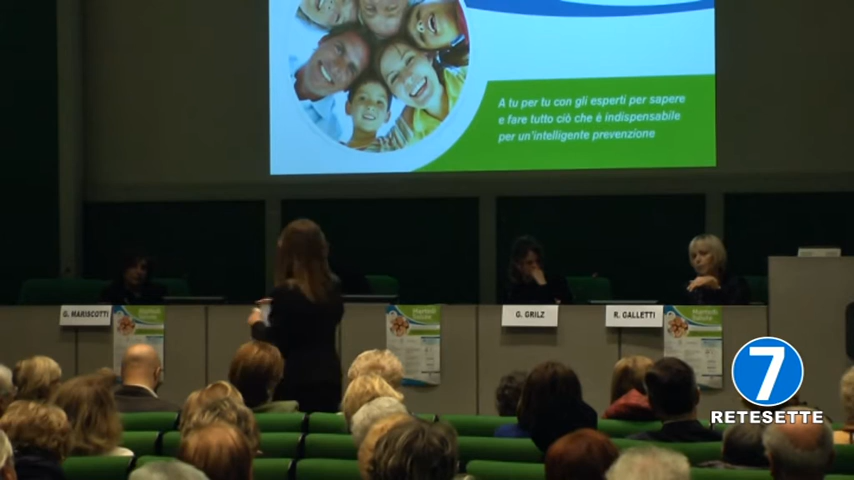 A tu per tu con gli esperti per sapere
e fare tutto ciò che è indispensabile
per un'intelligente prevenzione
G. MARISCOTTI
G. GRILZ
R. GALLETTI
7
RETESETTE